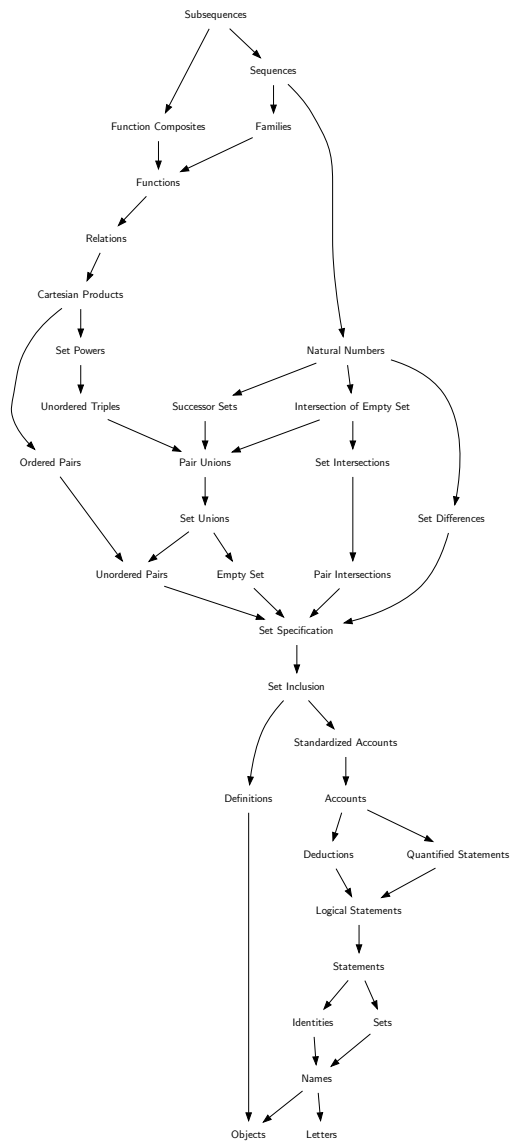 Subsequences
Sequences
Function Composites
Families
Functions
Relations
Cartesian Products
Set Powers
Natural Numbers
Unordered Triples
Successor Sets
Intersection of Empty Set
Ordered Pairs
Pair Unions
Set Intersections
Set Unions
Set Differences
Unordered Pairs
Empty Set
Pair Intersections
Set Specification
Set Inclusion
Standardized Accounts
Definitions
Accounts
Deductions
Quantified Statements
Logical Statements
Statements
Identities
Sets
Names
Objects
Letters